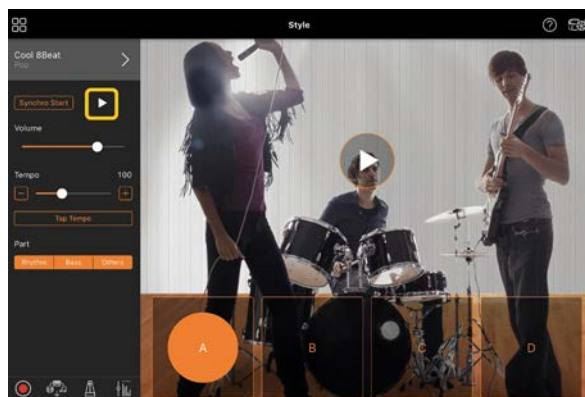 Style
Cool 8Beat
Pop
Synchro Start
Volume
Tempo 100
Tap Tempo
Part
Rhythm Bass Others
A B C D